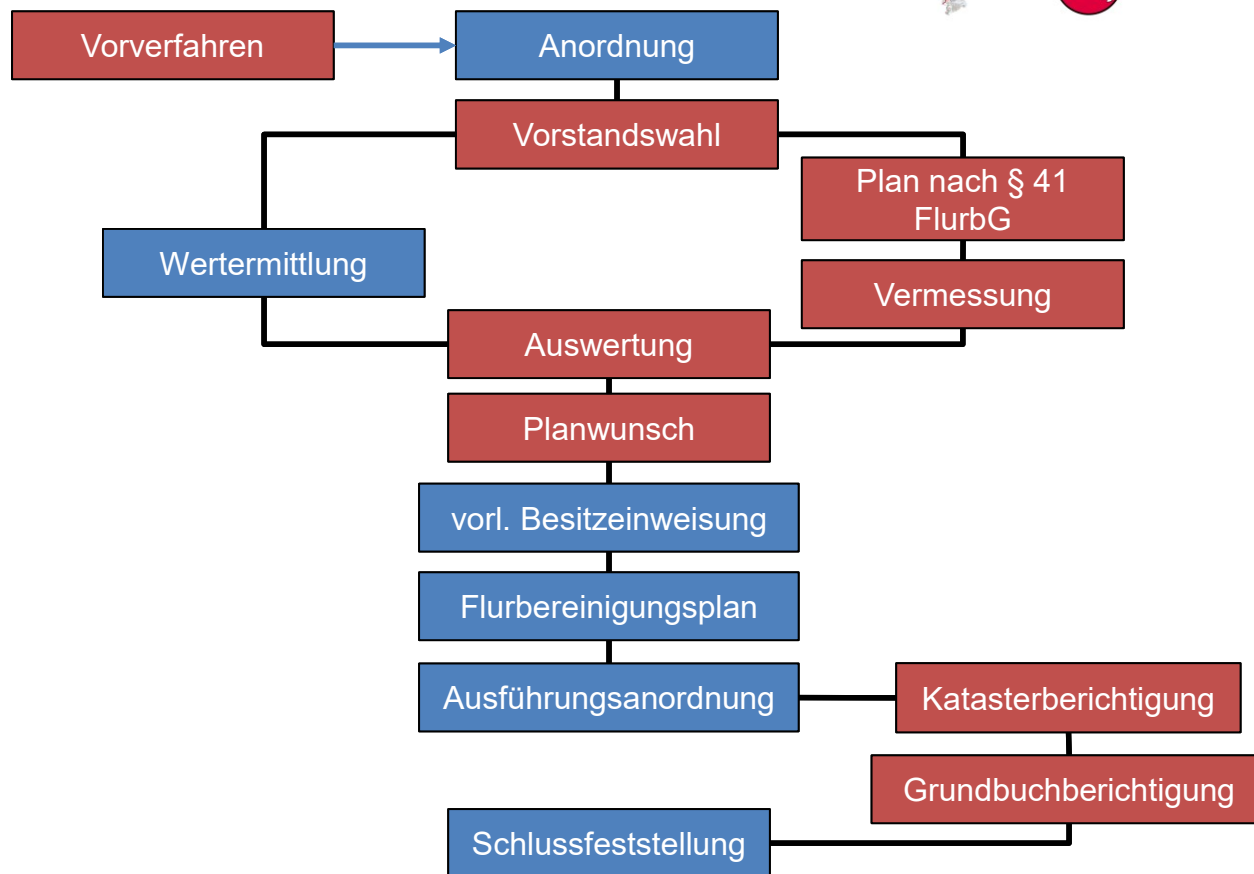 Vorverfahren
Anordnung
Vorstandswahl
Plan nach § 41
FlurbG
Wertermittlung
Vermessung
Auswertung
Planwunsch
vorl. Besitzeinweisung
Flurbereinigungsplan
Ausführungsanordnung
Katasterberichtigung
Grundbuchberichtigung
Schlussfeststellung